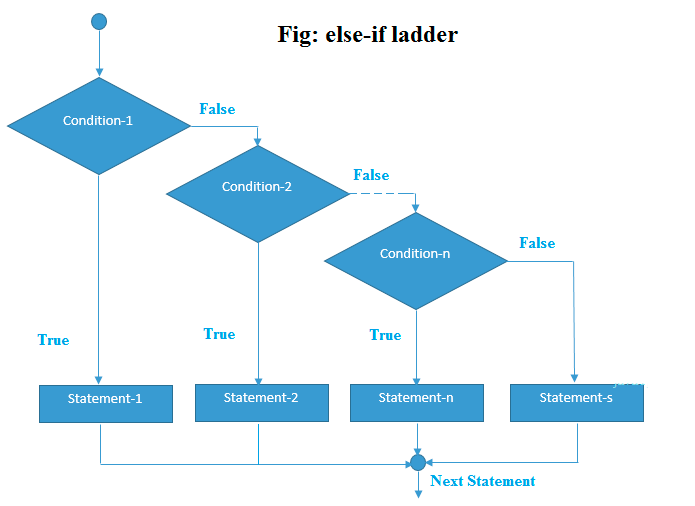 Fig: else-if ladder
False
Condition-1
False
Condition-2
False
Condition-n
True
True
True
Statement-1
Statement-2
Statement-n
Statement-s
Next Statement